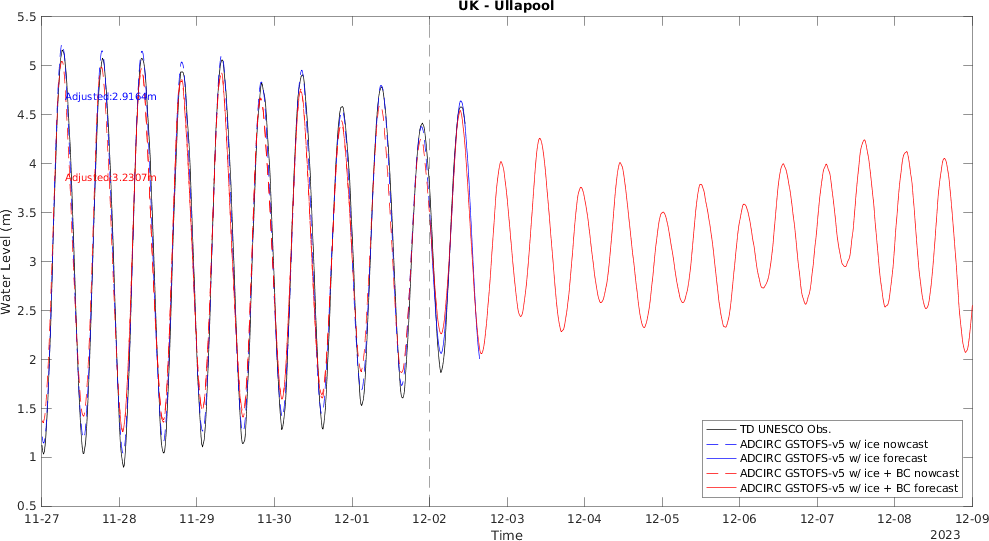 UK - Ullapool
5.5
5
4.5
4
3.5
3
2.5
2
1.5
1
0.5
Water Level (m)
Adjusted:2.9164m
Adjusted:3.2307m
TD UNESCO Obs.
ADCIRC GSTOFS-v5 w/ ice nowcast
ADCIRC GSTOFS-v5 w/ ice forecast
ADCIRC GSTOFS-v5 w/ ice + BC nowcast
ADCIRC GSTOFS-v5 w/ ice + BC forecast
11-27 11-28 11-29 11-30 12-01 12-02 12-03 12-04 12-05 12-06 12-07 12-08 12-09
Time
2023